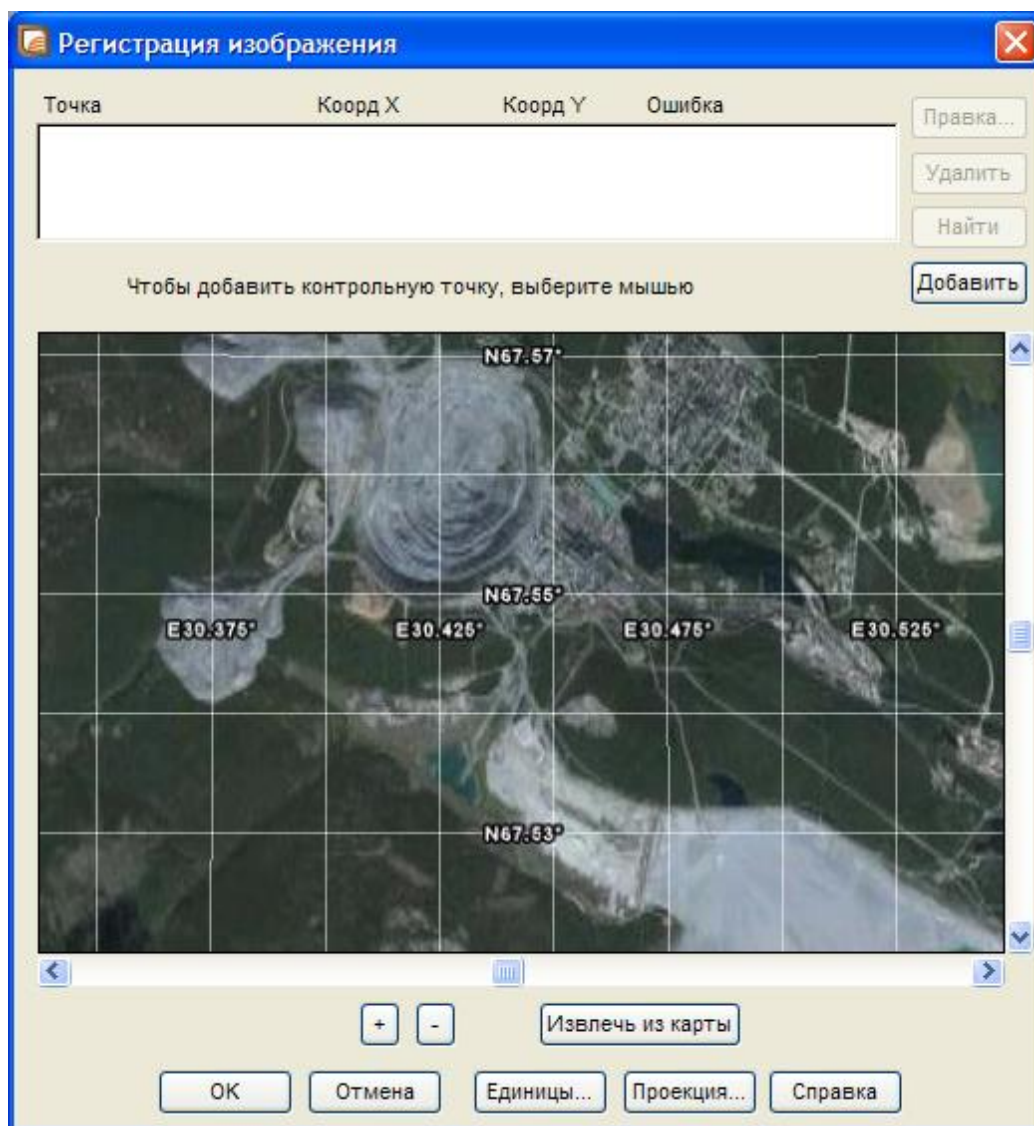 Регистрация изображения
Точка Коорд X Коорд Y Ошибка
Правка...
Удалить
Найти
Чтобы добавить контрольную точку, выберите мышью
Добавить
N67.57°
N67.55°
E30.375° E30.425° E30.475° E30.525°
N67.53°
+ - Извлечь из карты
OK Отмена Единицы... Проекция... Справка